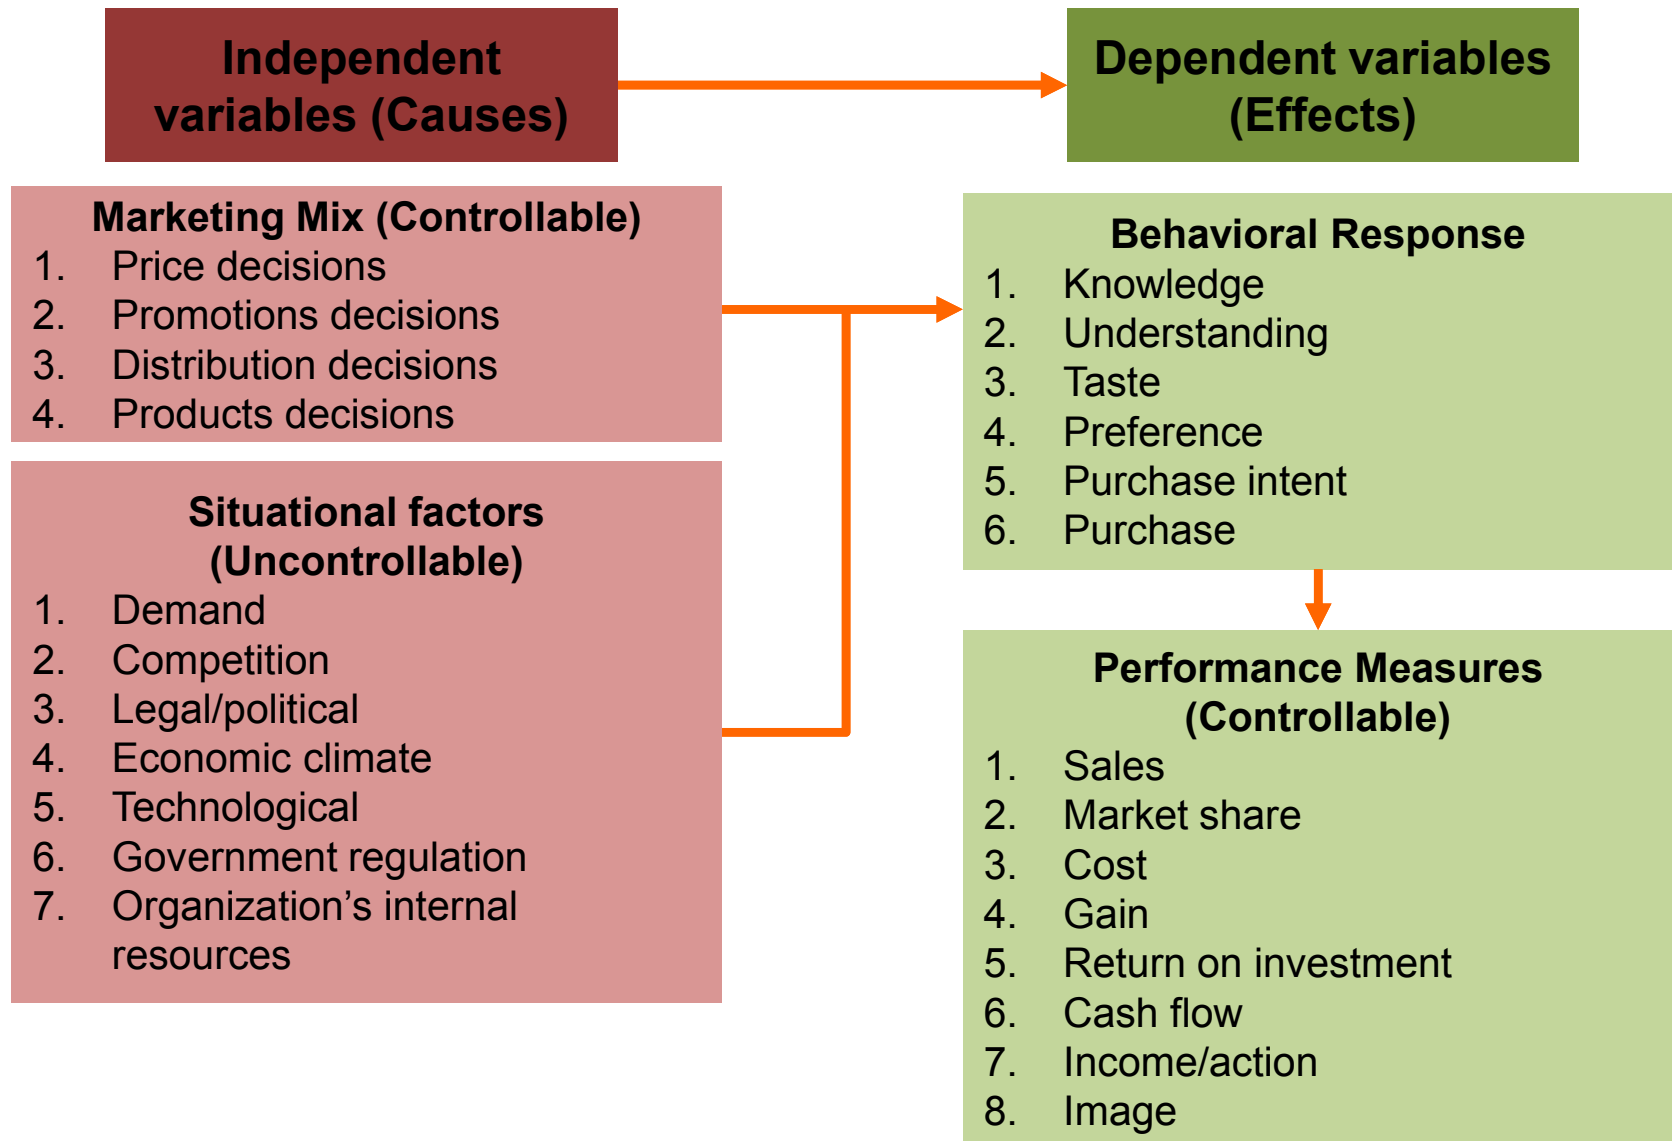 Independent
variables (Causes)
Dependent variables
(Effects)
Marketing Mix (Controllable)
1. Price decisions
2. Promotions decisions
3. Distribution decisions
4. Products decisions
Situational factors
(Uncontrollable)
1. Demand
2. Competition
3. Legal/political
4. Economic climate
5. Technological
6. Government regulation
7. Organization’s internal
resources
Behavioral Response
1. Knowledge
2. Understanding
3. Taste
4. Preference
5. Purchase intent
6. Purchase
Performance Measures
(Controllable)
1. Sales
2. Market share
3. Cost
4. Gain
5. Return on investment
6. Cash flow
7. Income/action
8. Image